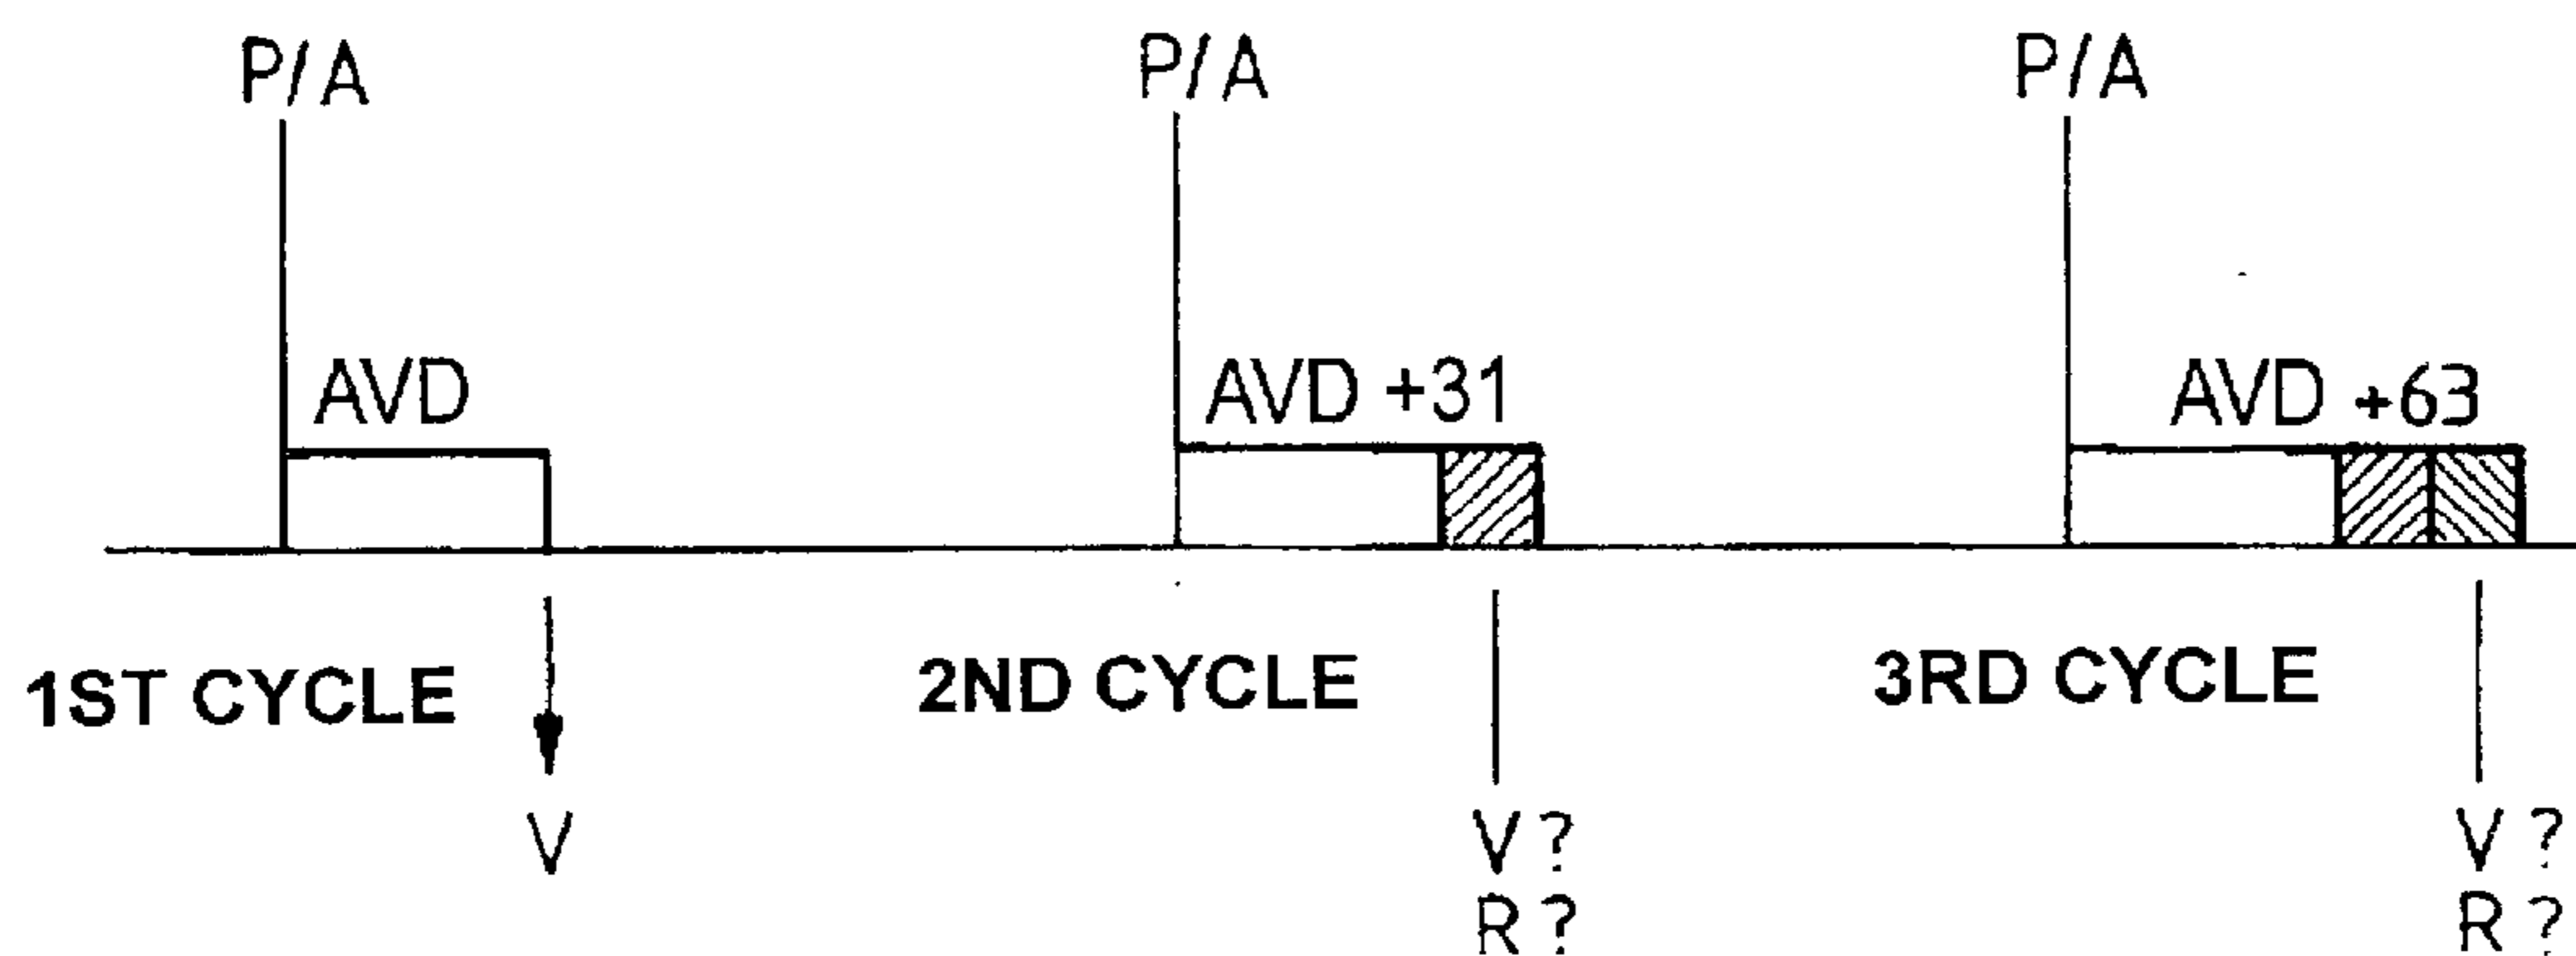 P/A P/A P/A
AVD AVD +31 AVD +63
1ST CYCLE 2ND CYCLE 3RD CYCLE
V V? V?
R? R?